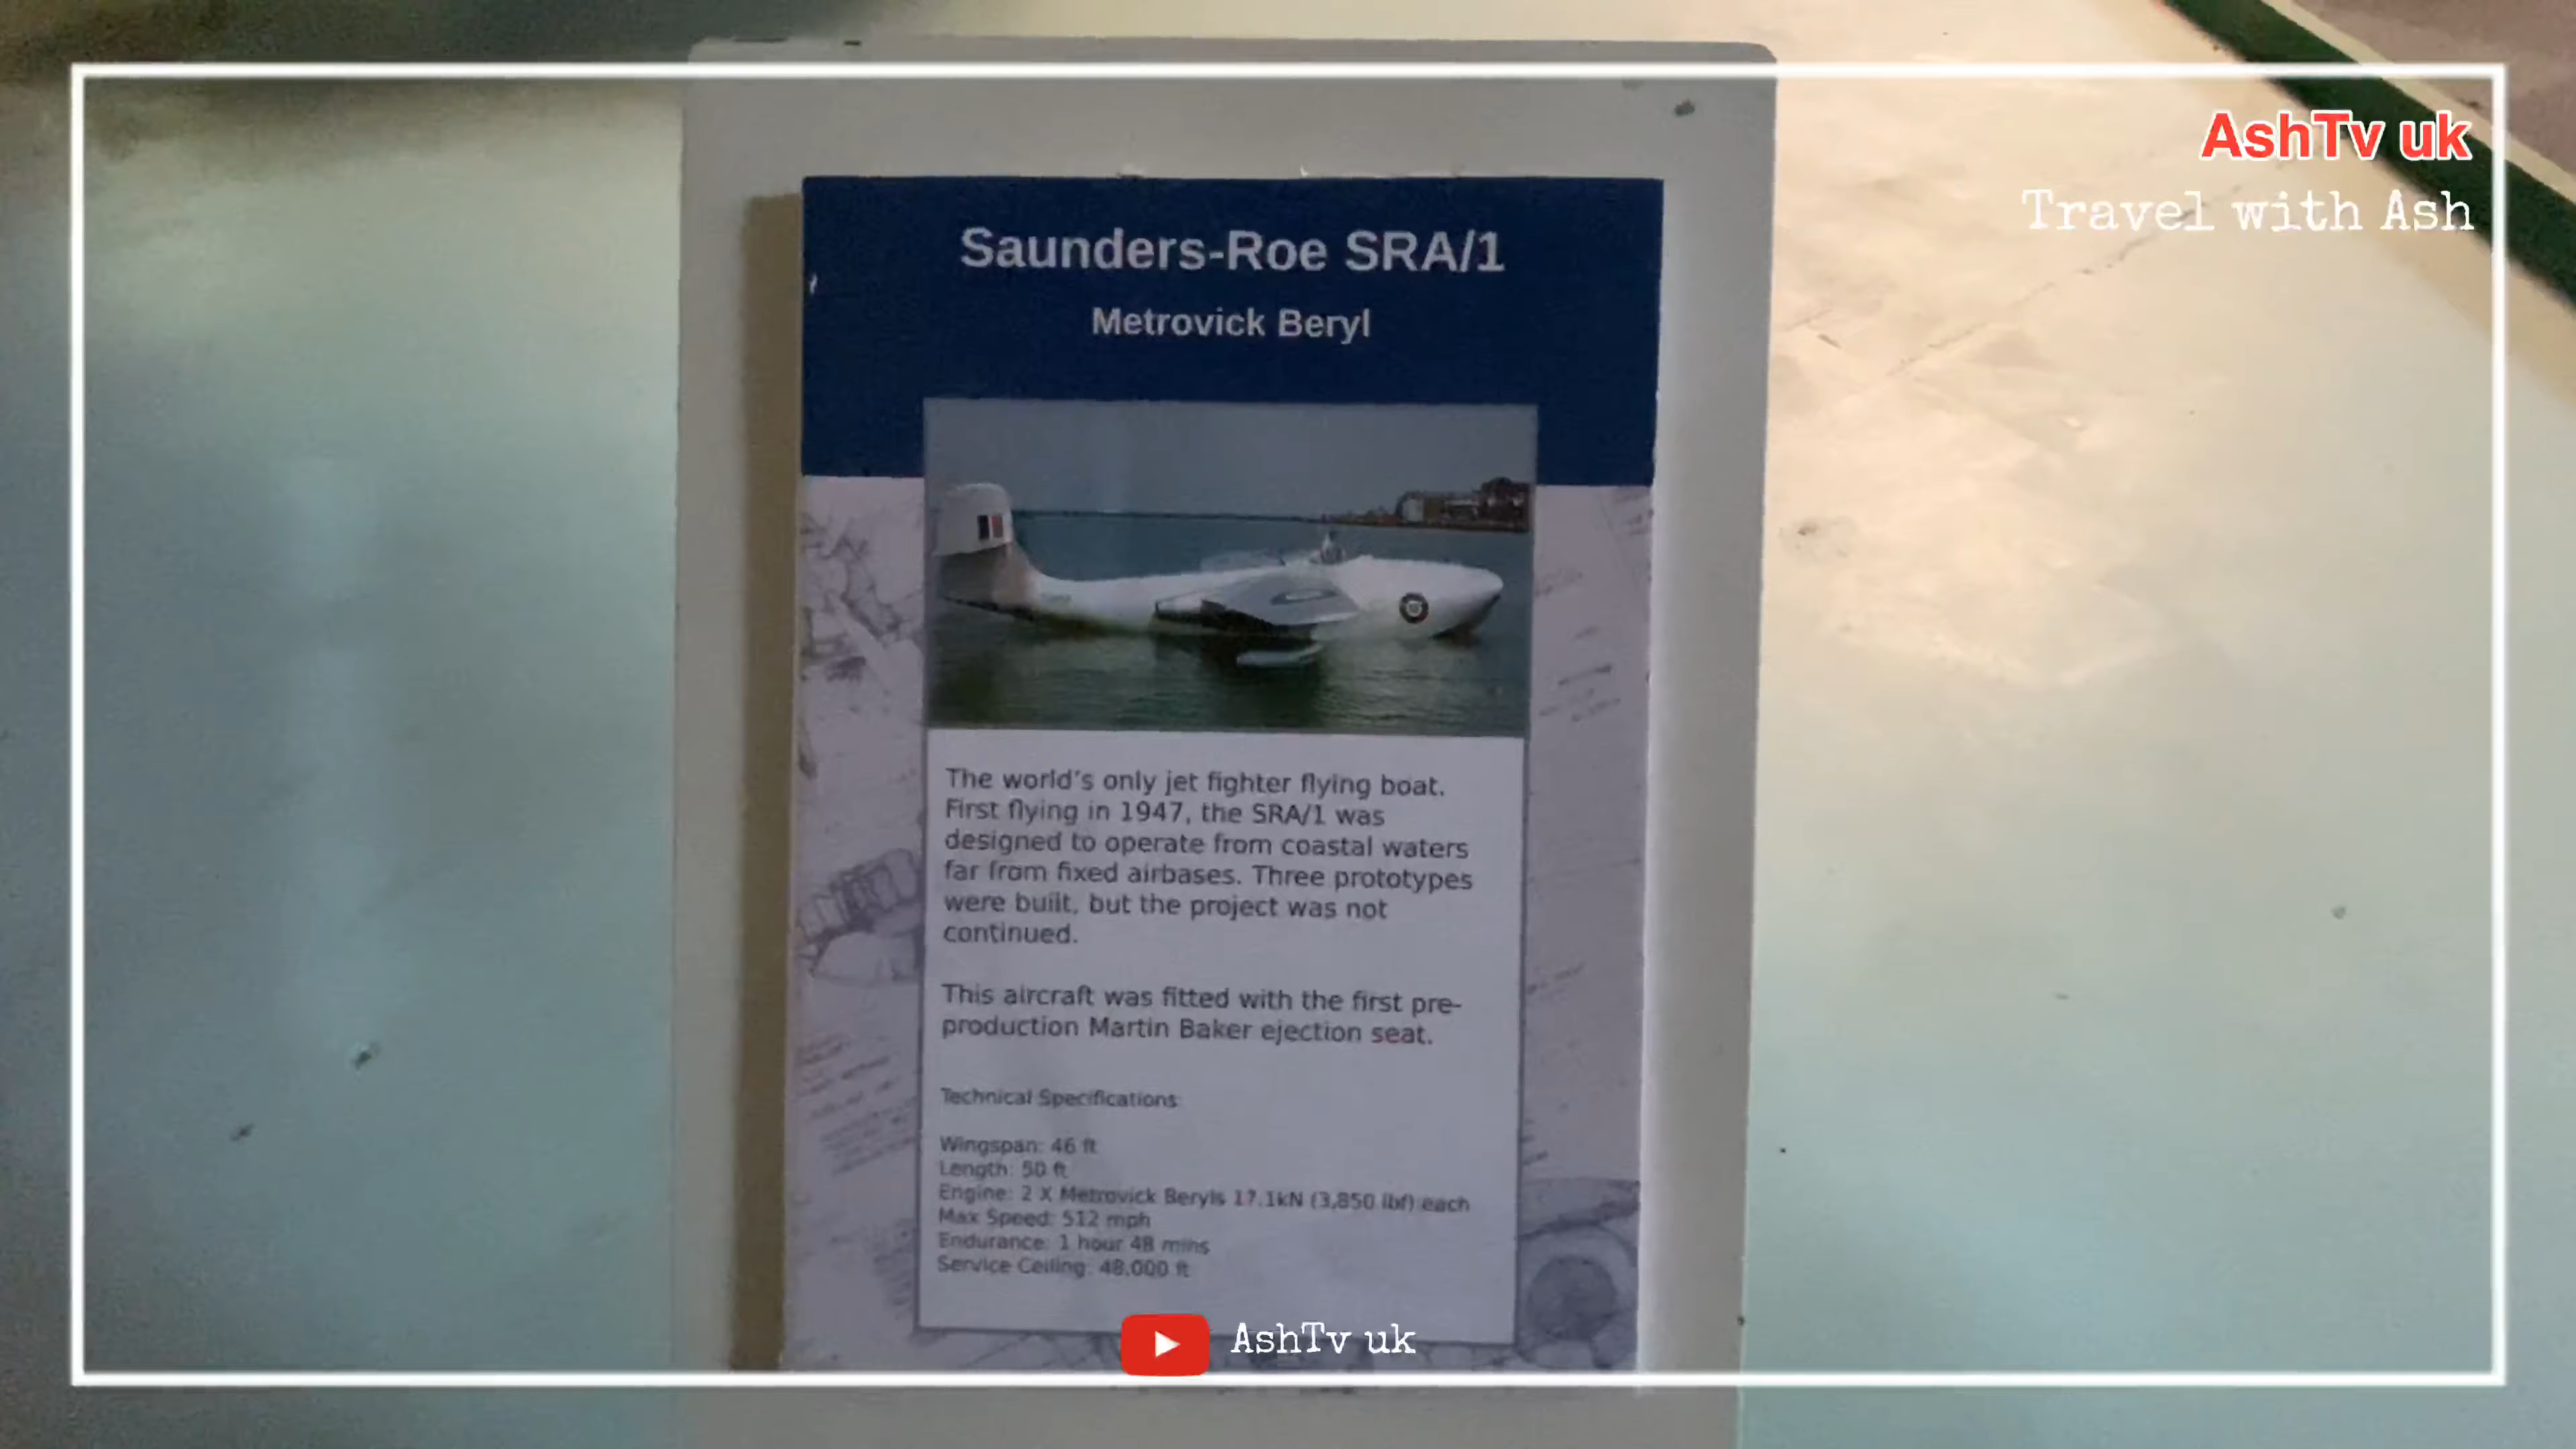 AshTv uk
Travel with Ash
Saunders-Roe SRA/1
Metrovick Beryl
The world's only jet fighter flying boat.
First flying in 1947, the SRA/1 was
designed to operate from coastal waters
far from fixed airbases. Three prototypes
were built, but the project was not
continued.
This aircraft was fitted with the first pre-
production Martin Baker ejection seat.
Technical Specifications:
Wingspan: 46 ft
Length: 50 ft
Engine: 2 X Metrovick Beryls 17.1kN (3,850 lbf) each
Max Speed: 512 mph
Endurance: 1 hour 48 mins
Service Ceiling: 48,000 ft
AshTv uk